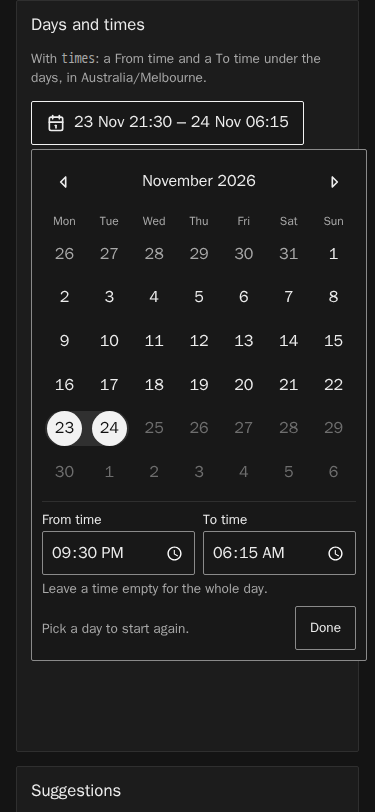 Days and times
With times: a From time and a To time under the
days, in Australia/Melbourne.
23 Nov 21:30 – 24 Nov 06:15
November 2026
Mon Tue Wed Thu Fri Sat Sun
26 27 28 29 30 31 1
2 3 4 5 6 7 8
9 10 11 12 13 14 15
16 17 18 19 20 21 22
23 24 25 26 27 28 29
30 1 2 3 4 5 6
From time To time
09:30 PM 06:15 AM
Leave a time empty for the whole day.
Pick a day to start again. Done
Suggestions